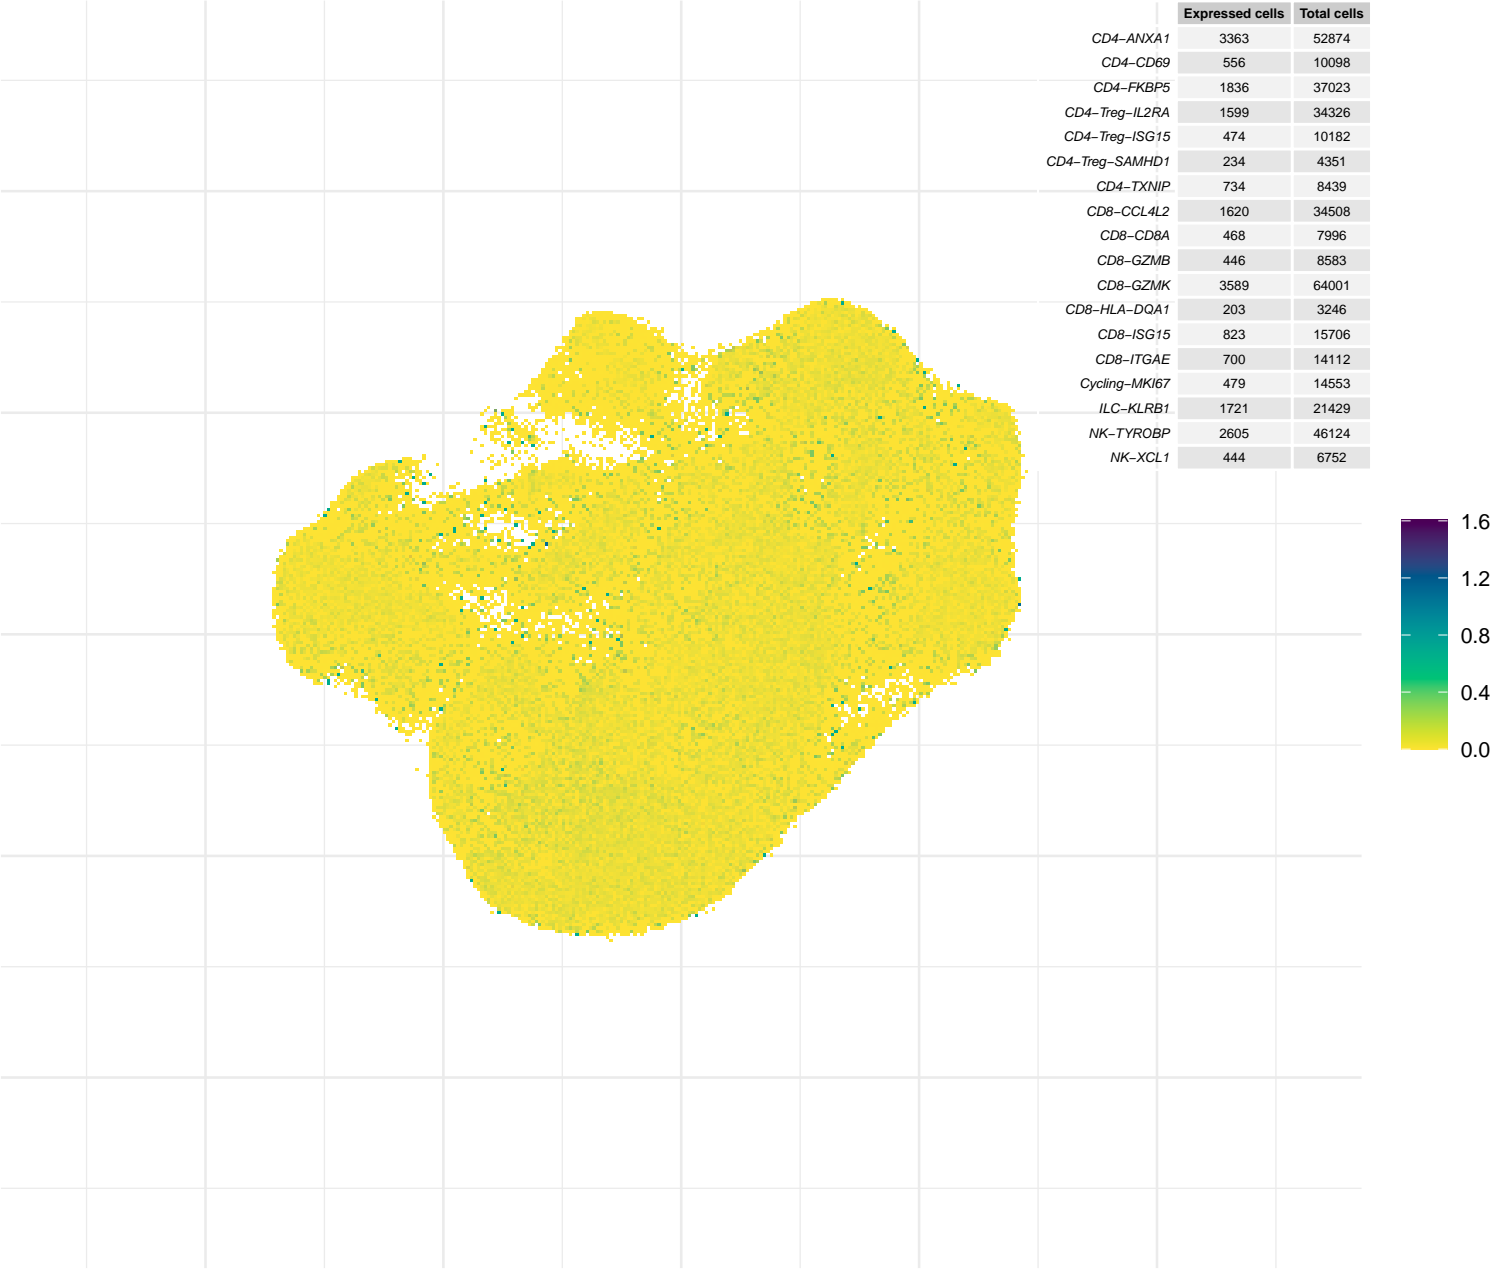 Expressed cells Total cells
CD4−ANXA1 3363 52874
CD4−CD69 556 10098
CD4−FKBP5 1836 37023
CD4−Treg−IL2RA 1599 34326
CD4−Treg−ISG15 474 10182
CD4−Treg−SAMHD1 234 4351
CD4−TXNIP 734 8439
CD8−CCL4L2 1620 34508
CD8−CD8A 468 7996
CD8−GZMB 446 8583
CD8−GZMK 3589 64001
CD8−HLA−DQA1 203 3246
CD8−ISG15 823 15706
CD8−ITGAE 700 14112
Cycling−MKI67 479 14553
ILC−KLRB1 1721 21429
NK−TYROBP 2605 46124
NK−XCL1 444 6752
1.6
1.2
0.8
0.4
0.0